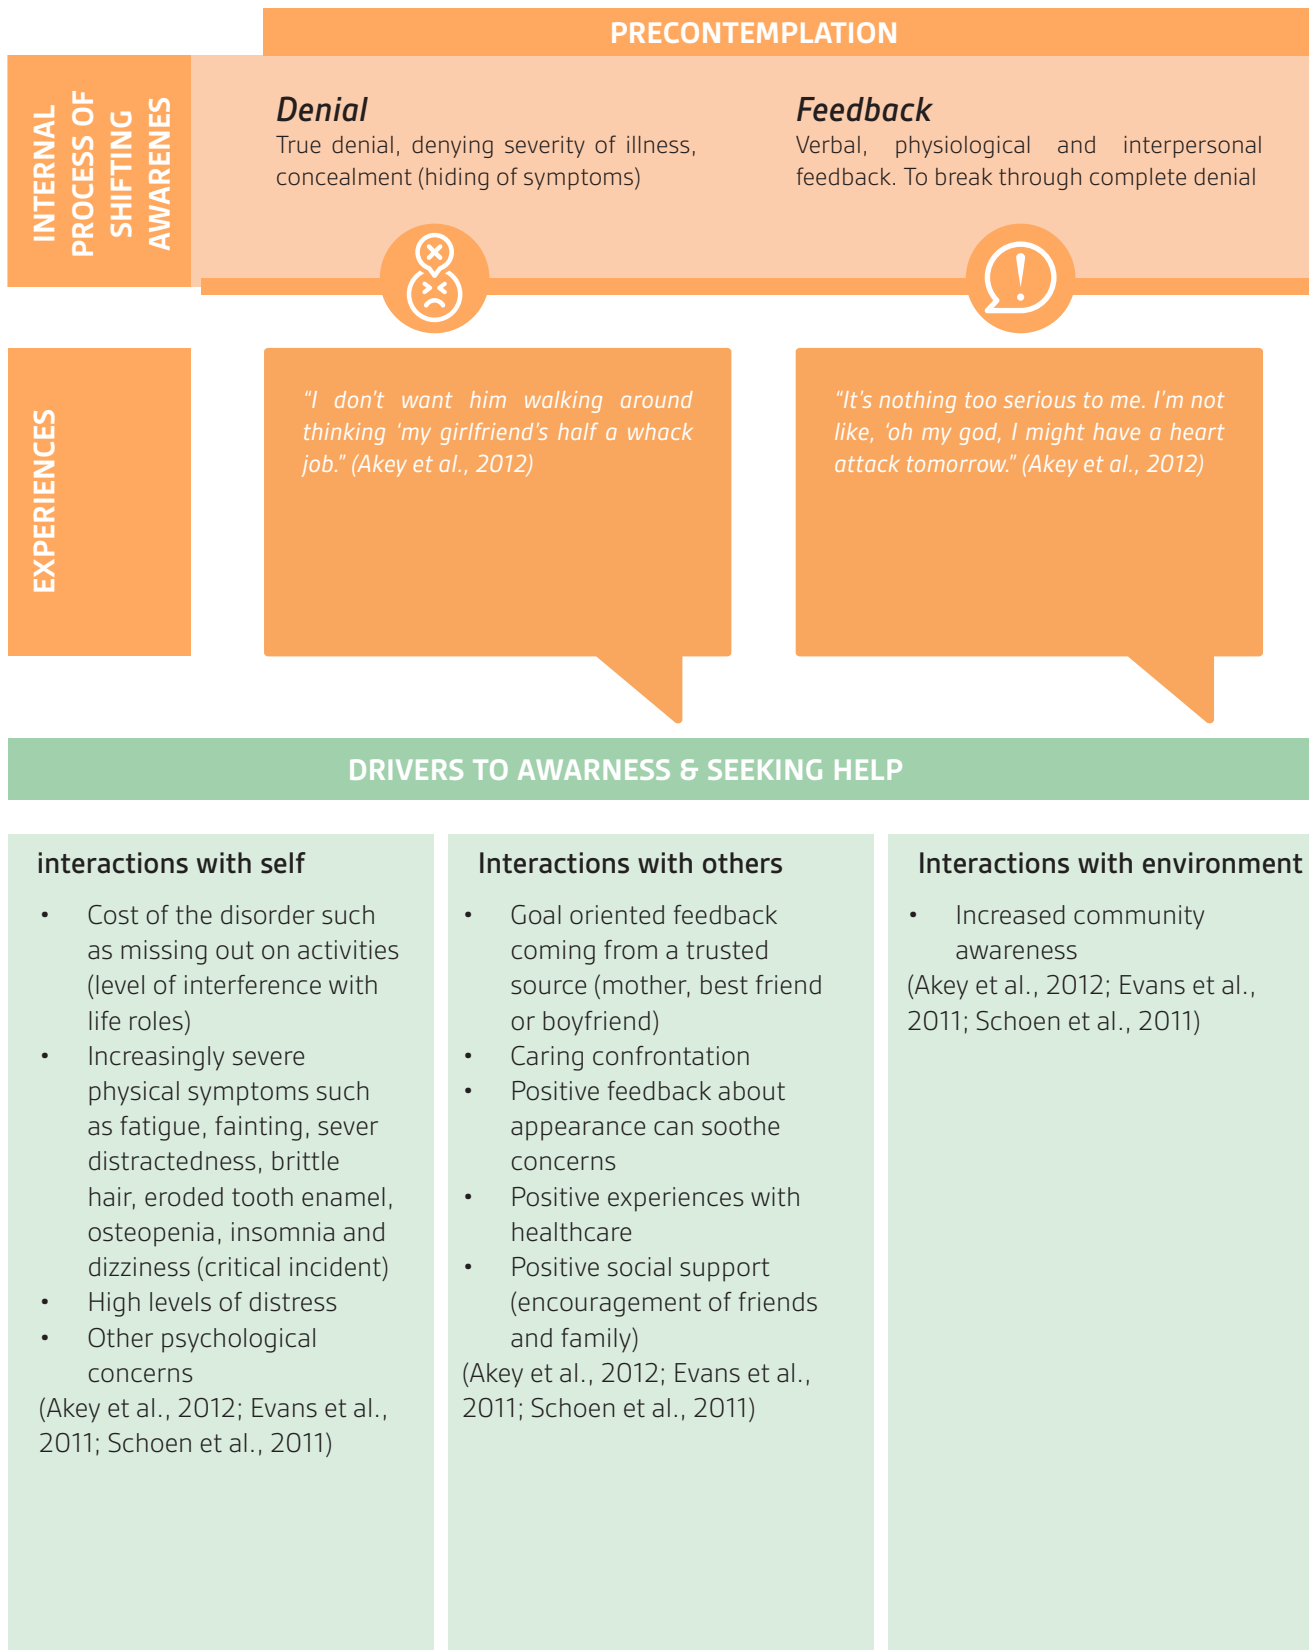 PRECONTEMPLATION
INTERNAL
PROCESS OF
SHIFTING
AWARENES
Denial
True denial, denying severity of illness,
concealment (hiding of symptoms)
Feedback
Verbal, physiological and interpersonal
feedback. To break through complete denial
EXPERIENCES
“I don’t want him walking around
thinking ‘my girlfriend’s half a whack
job.” (Akey et al., 2012)
“It’s nothing too serious to me. I’m not
like, ‘oh my god, I might have a heart
attack tomorrow.” (Akey et al., 2012)
DRIVERS TO AWARNESS & SEEKING HELP
interactions with self
• Cost of the disorder such
as missing out on activities
(level of interference with
life roles)
• Increasingly severe
physical symptoms such
as fatigue, fainting, sever
distractedness, brittle
hair, eroded tooth enamel,
osteopenia, insomnia and
dizziness (critical incident)
• High levels of distress
• Other psychological
concerns
(Akey et al., 2012; Evans et al.,
2011; Schoen et al., 2011)
Interactions with others
• Goal oriented feedback
coming from a trusted
source (mother, best friend
or boyfriend)
• Caring confrontation
• Positive feedback about
appearance can soothe
concerns
• Positive experiences with
healthcare
• Positive social support
(encouragement of friends
and family)
(Akey et al., 2012; Evans et al.,
2011; Schoen et al., 2011)
Interactions with environment
• Increased community
awareness
(Akey et al., 2012; Evans et al.,
2011; Schoen et al., 2011)